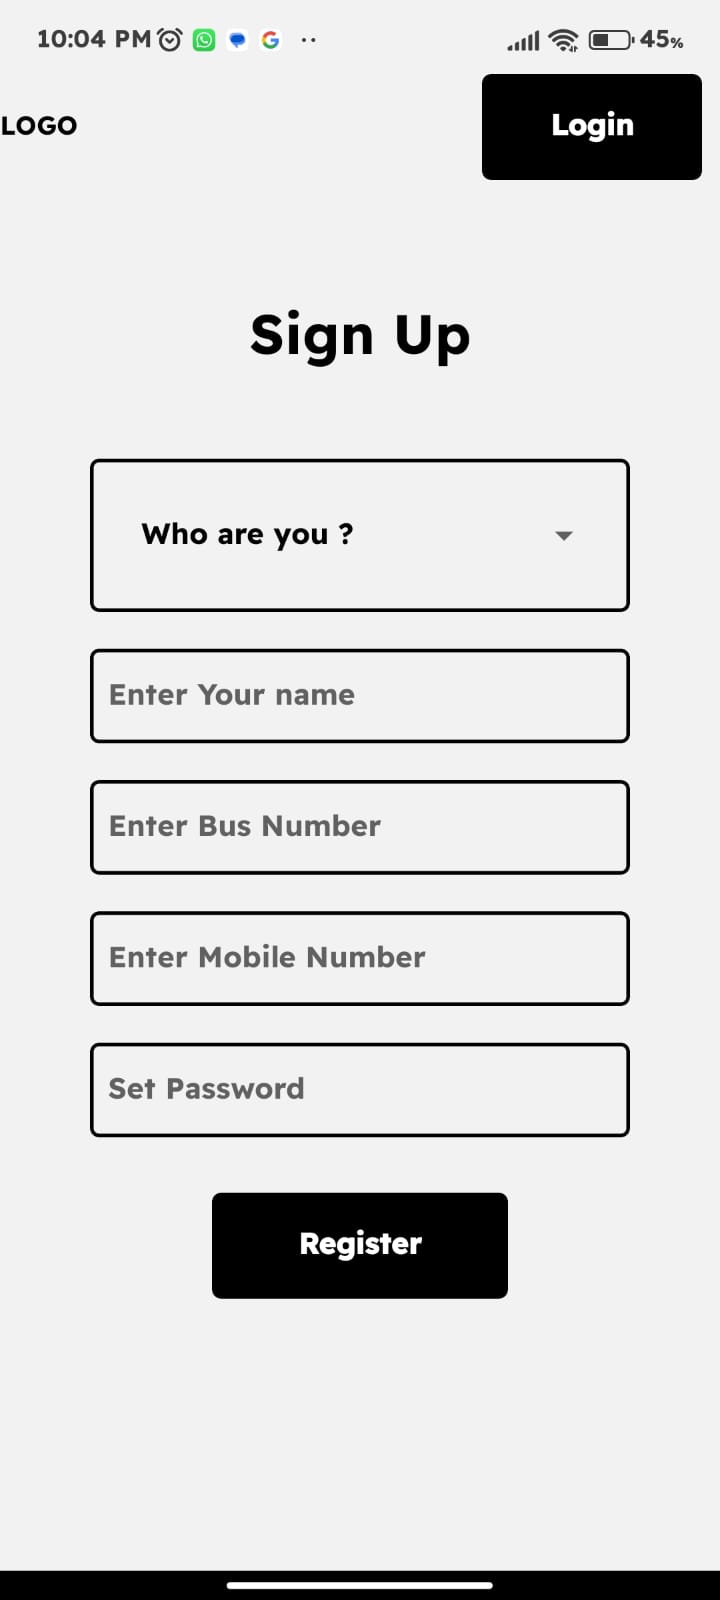 10:04 PM 45%
LOGO
Login
Sign Up
Who are you ?
Enter Your name
Enter Bus Number
Enter Mobile Number
Set Password
Register